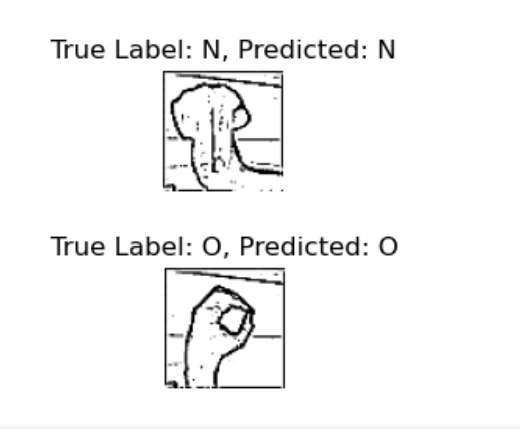 True Label: N, Predicted: N
True Label: O, Predicted: O